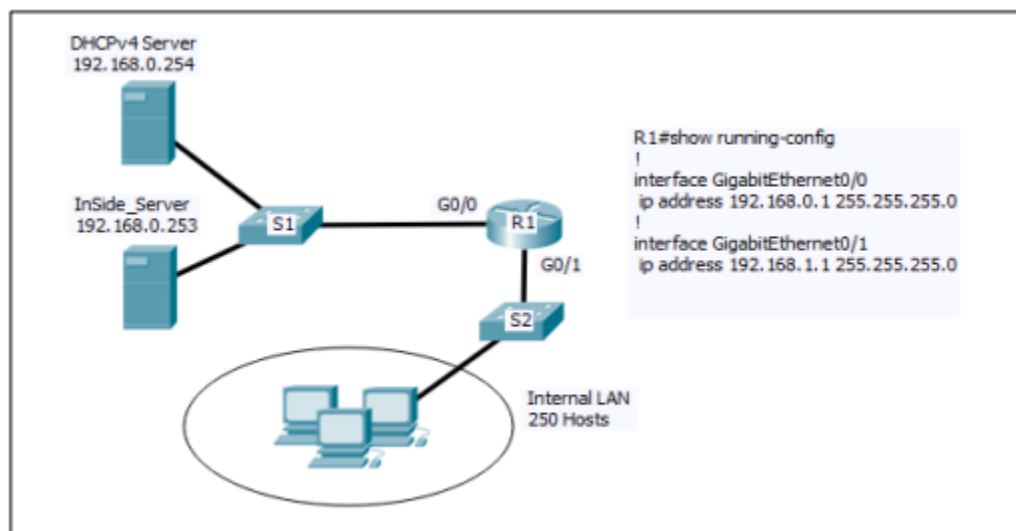 DHCPv4 Server
192.168.0.254
InSide_Server
192.168.0.253
S1
G0/0
R1
G0/1
S2
Internal LAN
250 Hosts
R1#show running-config
!
interface GigabitEthernet0/0
ip address 192.168.0.1 255.255.255.0
!
interface GigabitEthernet0/1
ip address 192.168.1.1 255.255.255.0